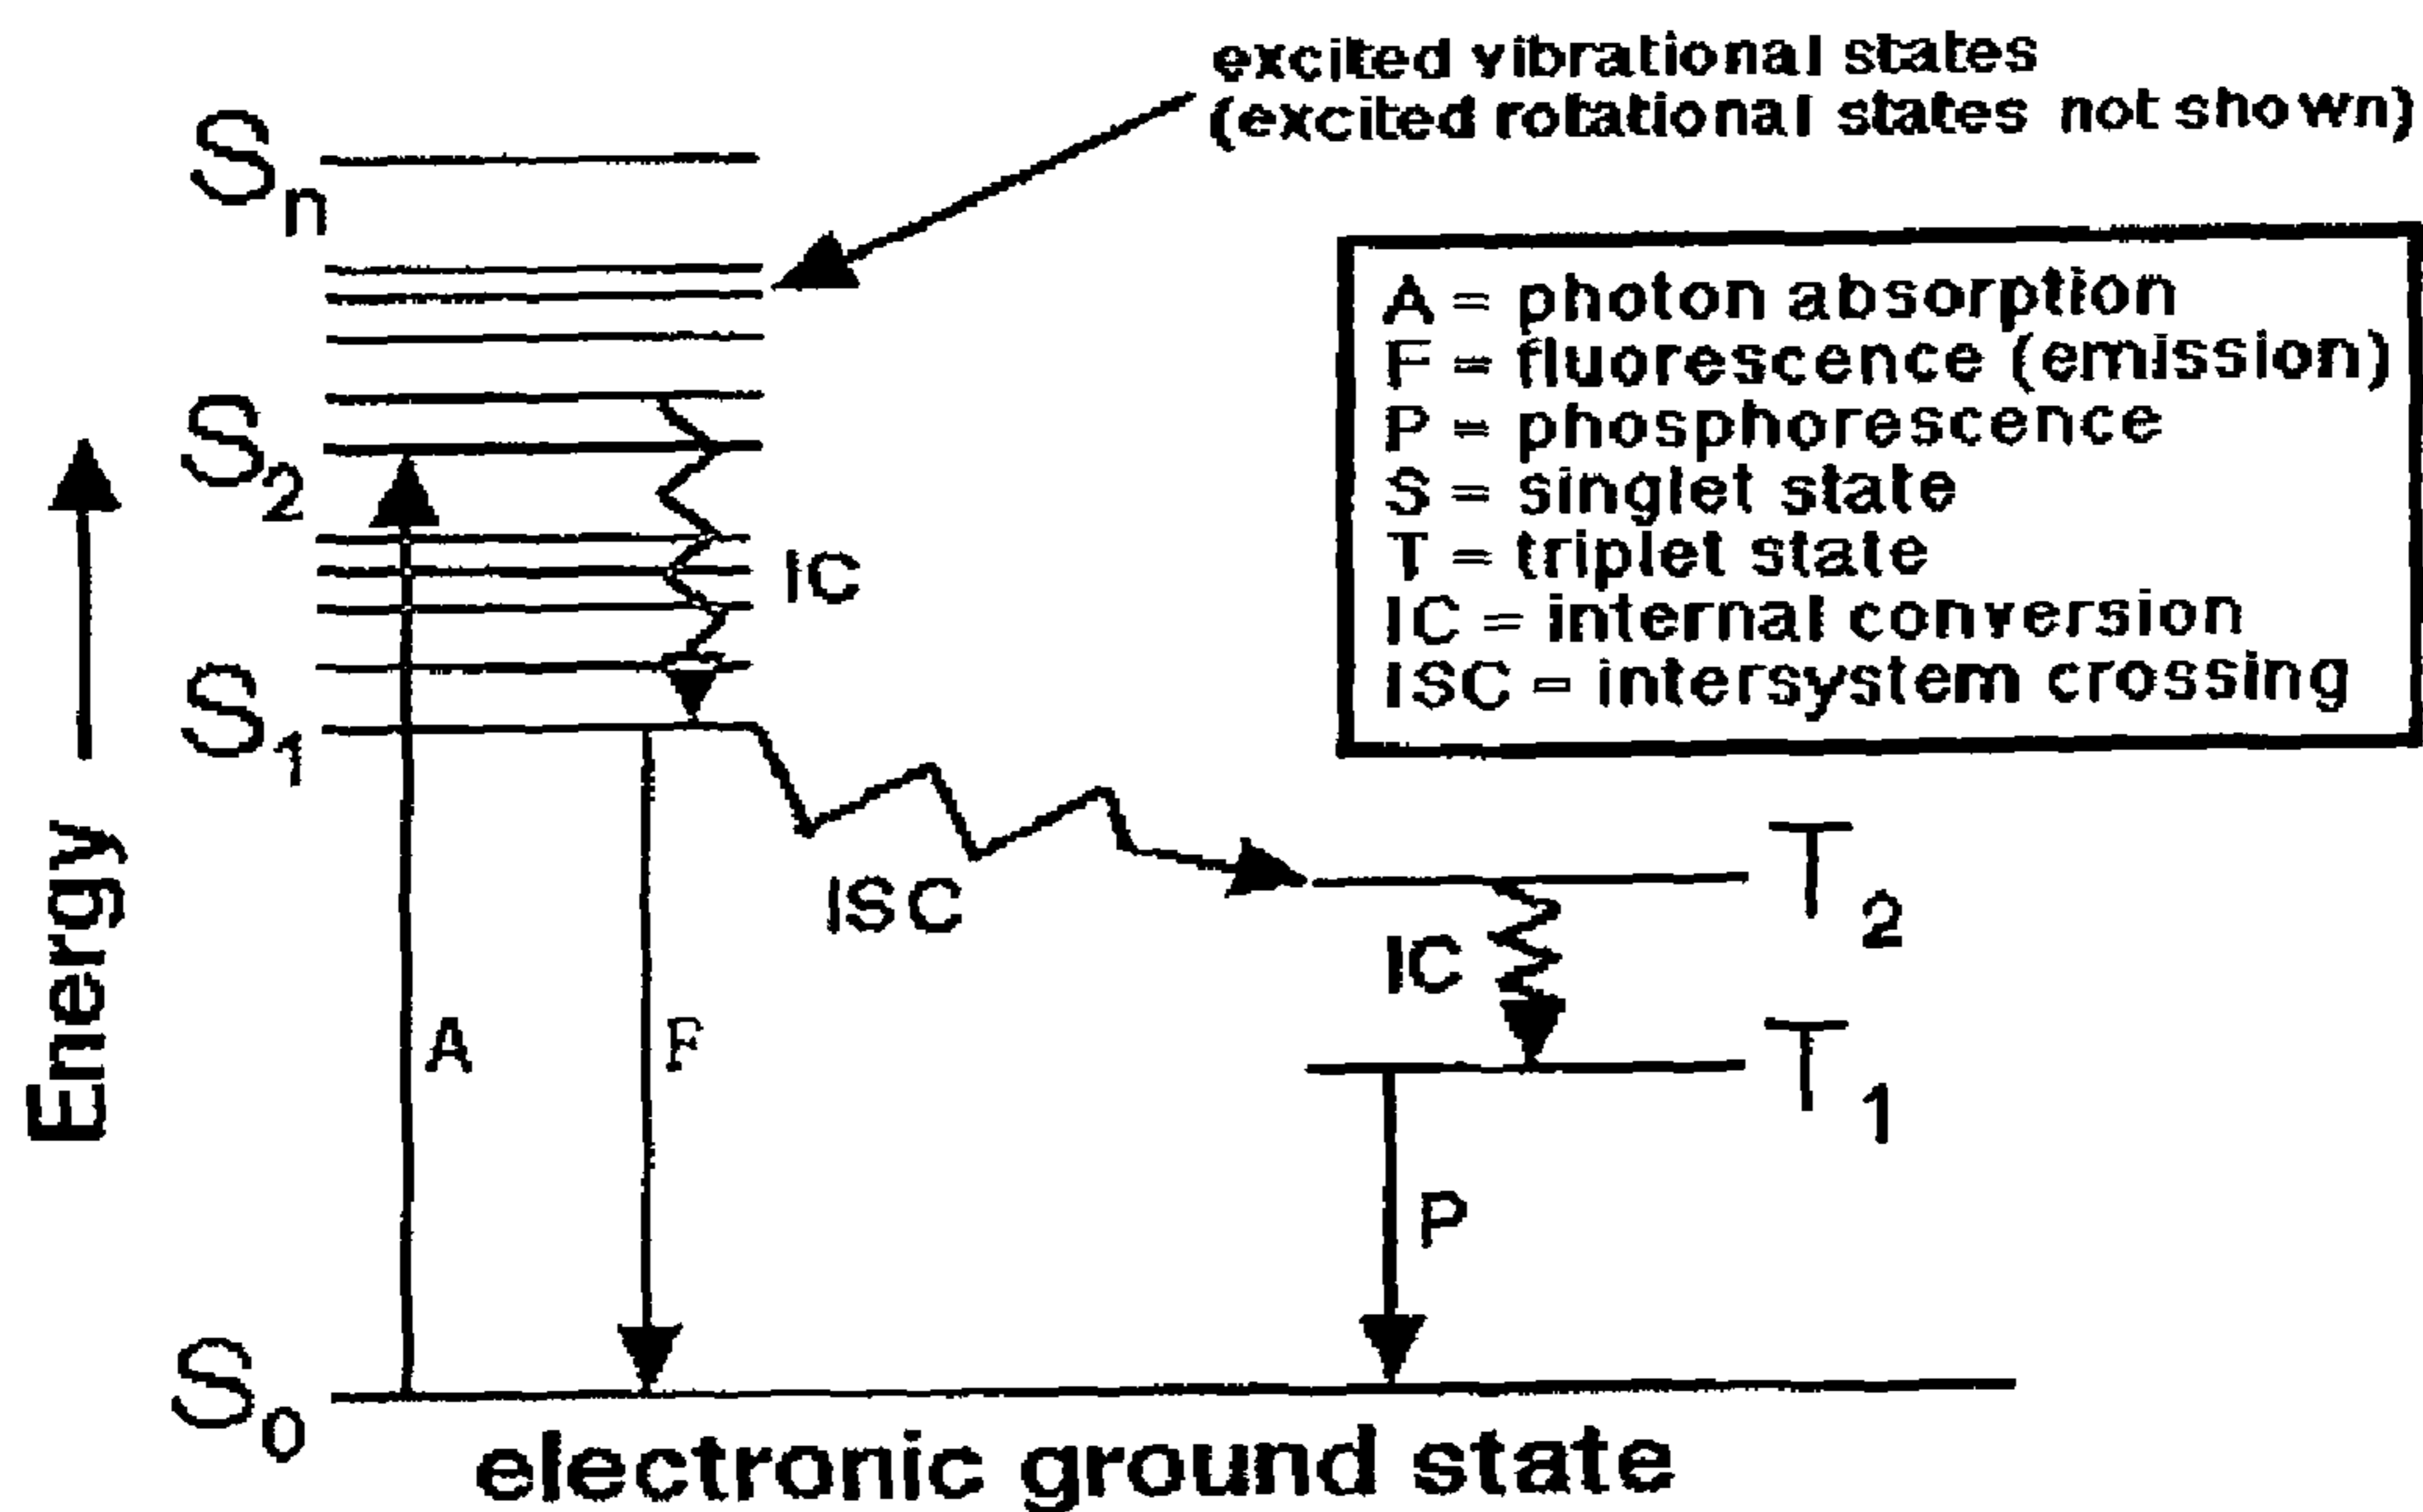 excited vibrational states
(excited rotational states not shown)
Sn
A = photon absorption
F = fluorescence (emission)
P = phosphorescence
S = singlet state
T = triplet state
IC = internal conversion
ISC = intersystem crossing
S2
IC
S1
T2
ISC
IC
Energy
A
F
T1
P
S0
electronic ground state